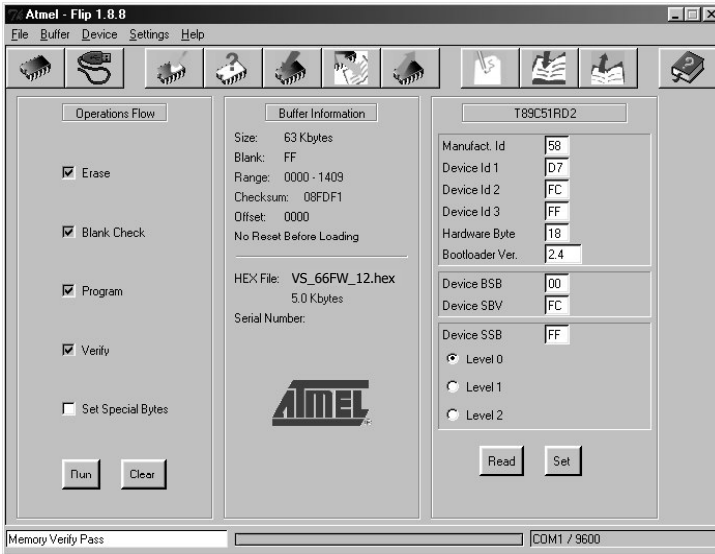 Atmel - Flip 1.8.8
File Buffer Device Settings Help
Operations Flow
Erase
Blank Check
Program
Verify
Set Special Bytes
Run Clear
Buffer Information
Size: 63 Kbytes
Blank: FF
Range: 0000 - 1409
Checksum: 08FDF1
Offset: 0000
No Reset Before Loading
HEX File: VS_66FW_12.hex
5.0 Kbytes
Serial Number:
ATMEL
T89C51RD2
Manufact. Id 58
Device Id 1 D7
Device Id 2 FC
Device Id 3 FF
Hardware Byte 18
Bootloader Ver. 2.4
Device BSB 00
Device SBV FC
Device SSB FF
Level 0
Level 1
Level 2
Read Set
Memory Verify Pass
COM1 / 9600